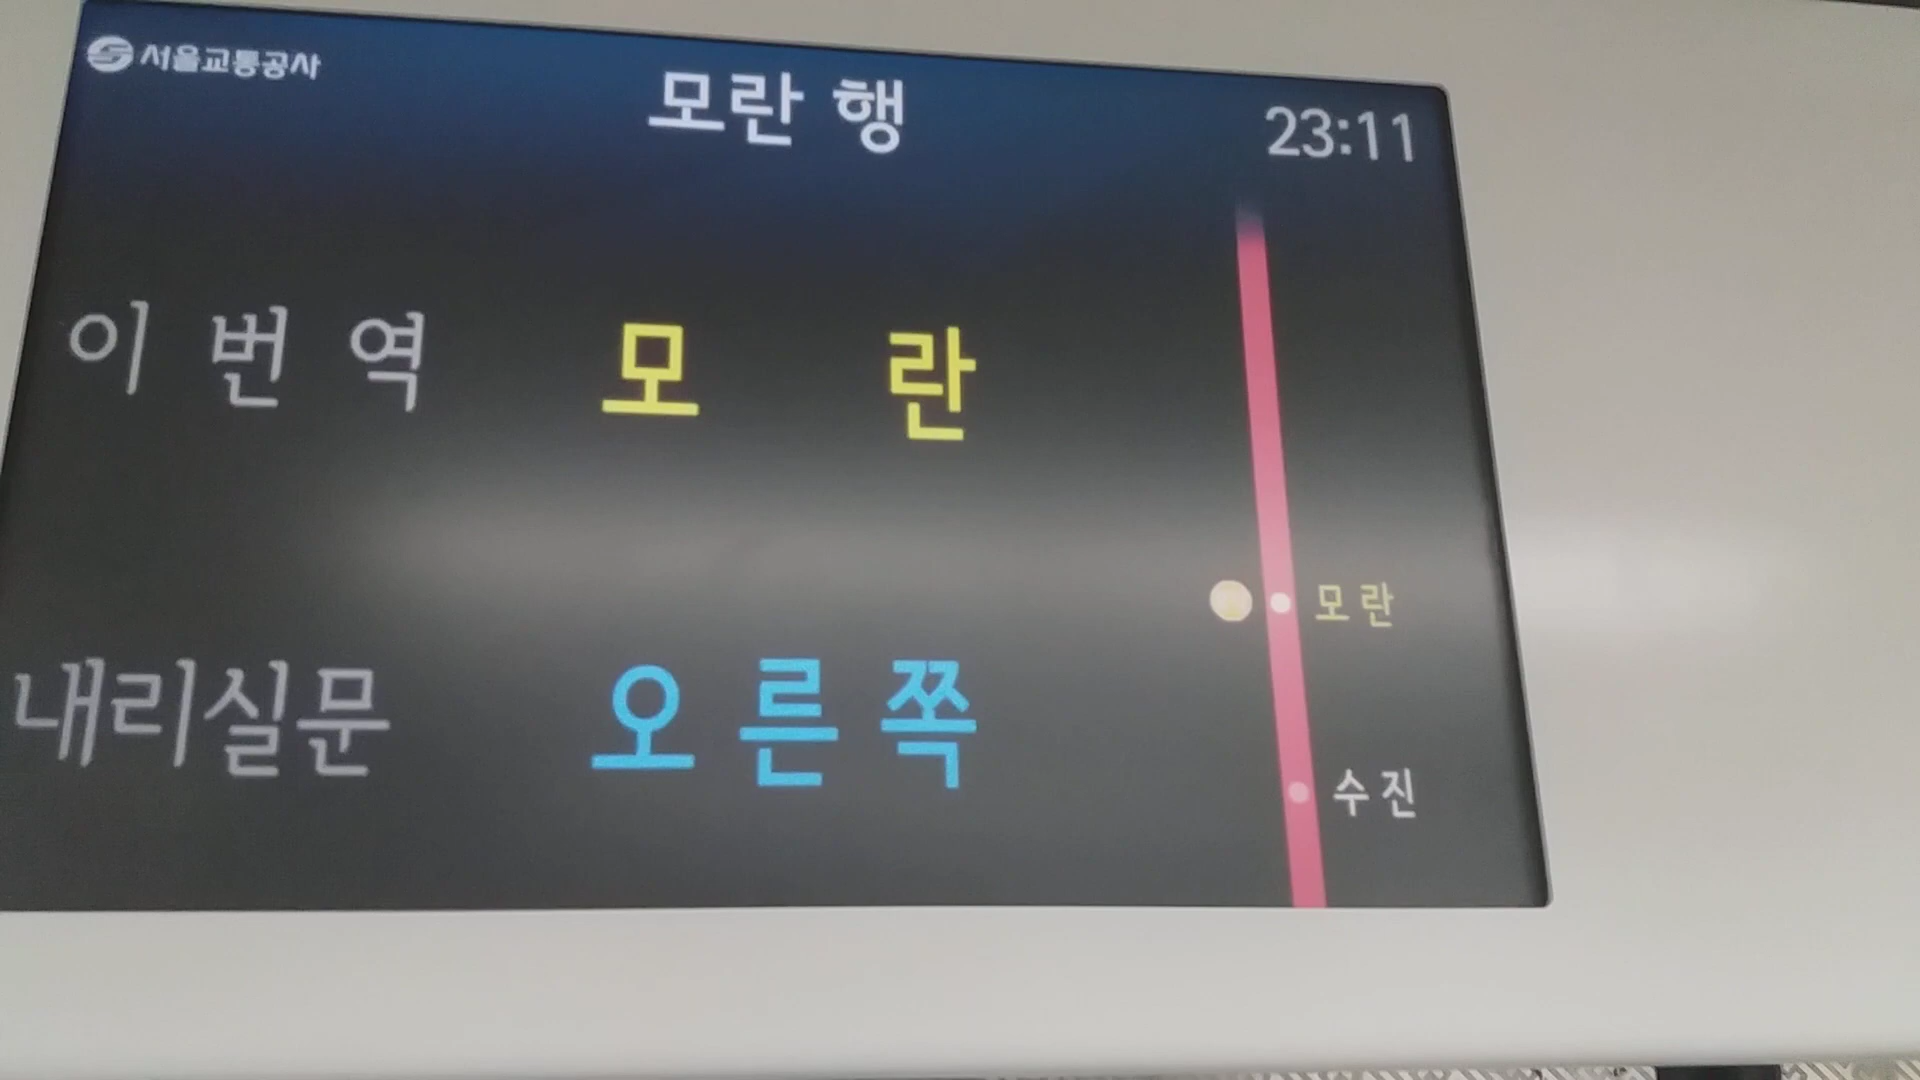 서울교통공사
모란 행
23:11
이 번 역 모 란
내리실문 오른쪽
모 란
수 진